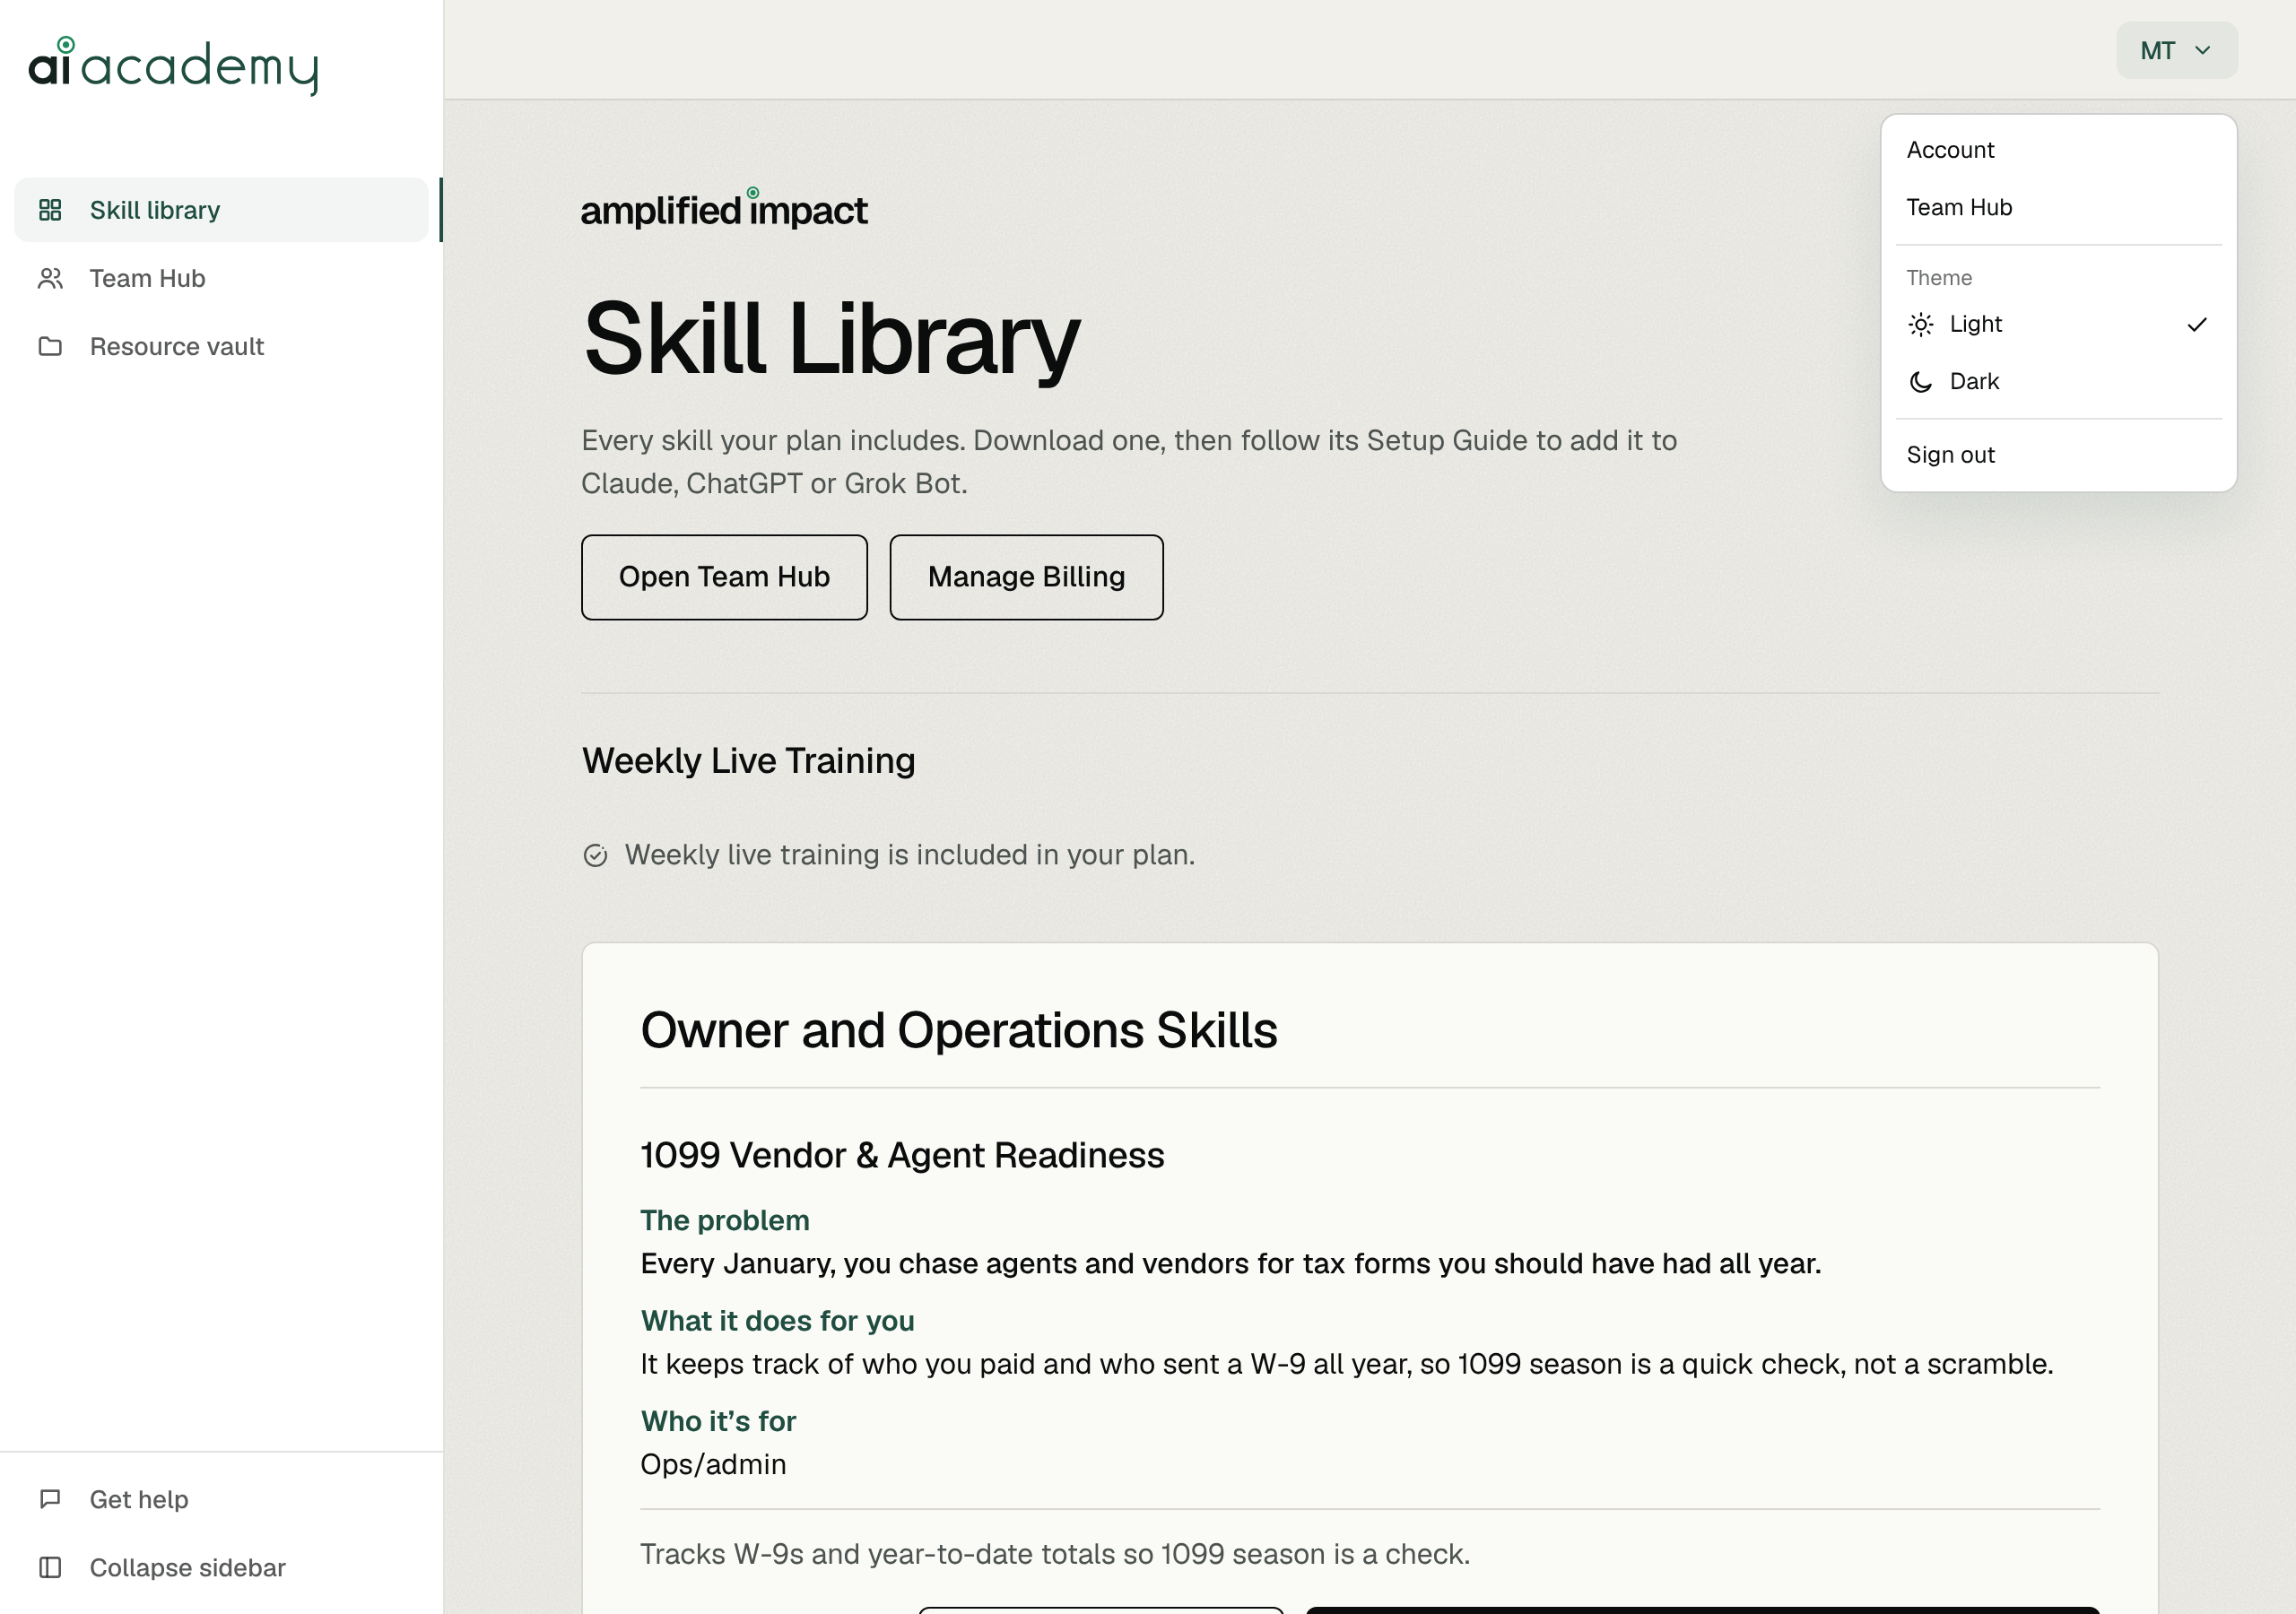 ai academy
MT
Skill library
Team Hub
Resource vault
Account
Team Hub
Theme
Light
Dark
Sign out
amplified impact
Skill Library
Every skill your plan includes. Download one, then follow its Setup Guide to add it to
Claude, ChatGPT or Grok Bot.
Open Team Hub
Manage Billing
Weekly Live Training
Weekly live training is included in your plan.
Owner and Operations Skills
1099 Vendor & Agent Readiness
The problem
Every January, you chase agents and vendors for tax forms you should have had all year.
What it does for you
It keeps track of who you paid and who sent a W-9 all year, so 1099 season is a quick check, not a scramble.
Who it’s for
Ops/admin
Tracks W-9s and year-to-date totals so 1099 season is a check.
Get help
Collapse sidebar